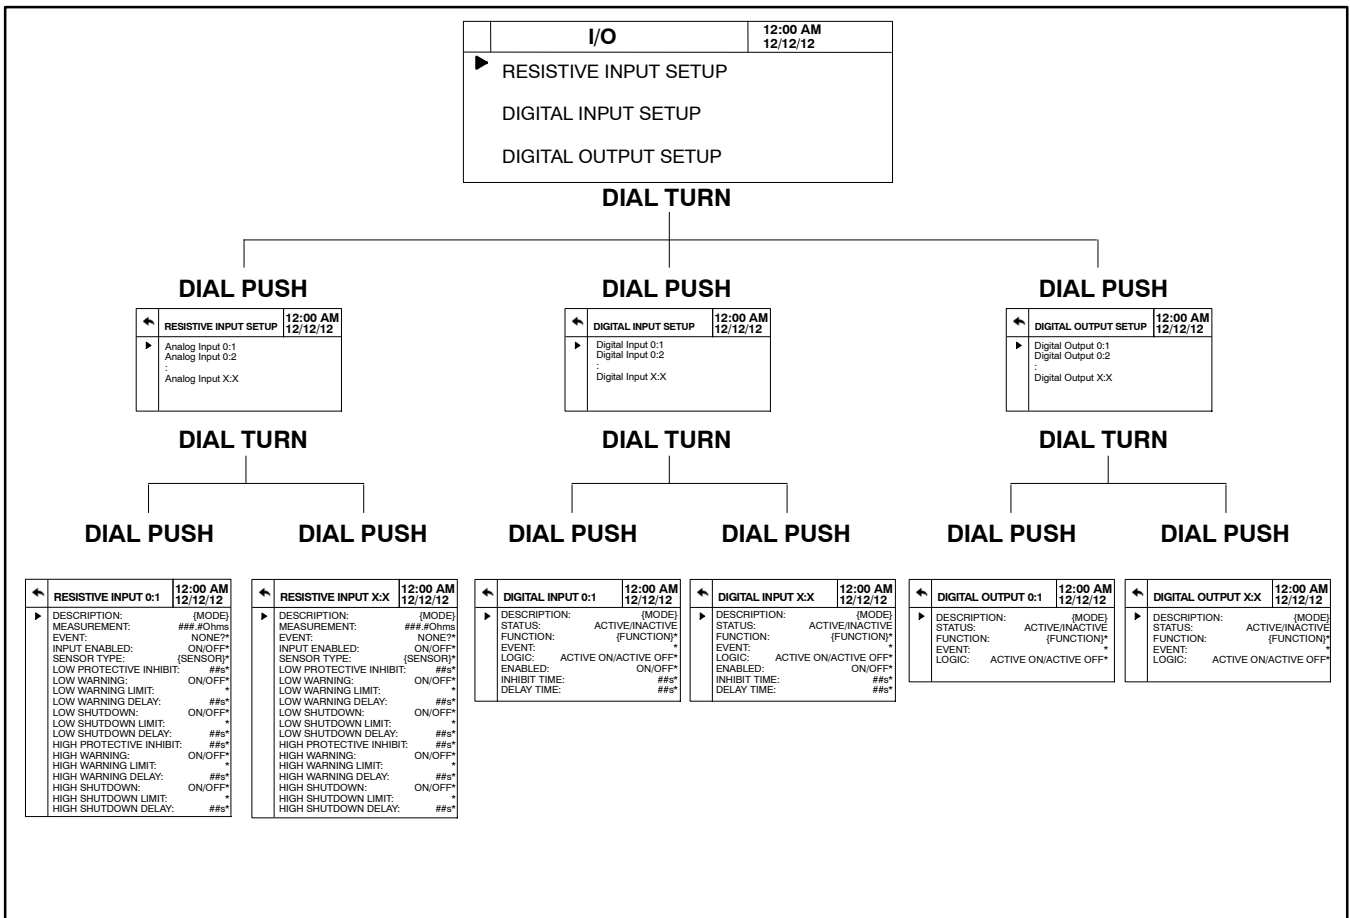 I/O
12:00 AM
12/12/12
RESISTIVE INPUT SETUP
DIGITAL INPUT SETUP
DIGITAL OUTPUT SETUP
DIAL TURN
DIAL PUSH
DIAL PUSH
DIAL PUSH
RESISTIVE INPUT SETUP
12:00 AM
12/12/12
Analog Input 0:1
Analog Input 0:2
:
Analog Input X:X
DIGITAL INPUT SETUP
12:00 AM
12/12/12
Digital Input 0:1
Digital Input 0:2
:
Digital Input X:X
DIGITAL OUTPUT SETUP
12:00 AM
12/12/12
Digital Output 0:1
Digital Output 0:2
:
Digital Output X:X
DIAL TURN
DIAL TURN
DIAL TURN
DIAL PUSH
DIAL PUSH
DIAL PUSH
DIAL PUSH
DIAL PUSH
DIAL PUSH
RESISTIVE INPUT 0:1
12:00 AM
12/12/12
DESCRIPTION: {MODE}
MEASUREMENT: ###.#Ohms
EVENT: NONE?*
INPUT ENABLED: ON/OFF*
SENSOR TYPE: {SENSOR}*
LOW PROTECTIVE INHIBIT: ##s*
LOW WARNING: ON/OFF*
LOW WARNING LIMIT: *
LOW WARNING DELAY: ##s*
LOW SHUTDOWN: ON/OFF*
LOW SHUTDOWN LIMIT: *
LOW SHUTDOWN DELAY: ##s*
HIGH PROTECTIVE INHIBIT: ##s*
HIGH WARNING: ON/OFF*
HIGH WARNING LIMIT: *
HIGH WARNING DELAY: ##s*
HIGH SHUTDOWN: ON/OFF*
HIGH SHUTDOWN LIMIT: *
HIGH SHUTDOWN DELAY: ##s*
RESISTIVE INPUT X:X
12:00 AM
12/12/12
DESCRIPTION: {MODE}
MEASUREMENT: ###.#Ohms
EVENT: NONE?*
INPUT ENABLED: ON/OFF*
SENSOR TYPE: {SENSOR}*
LOW PROTECTIVE INHIBIT: ##s*
LOW WARNING: ON/OFF*
LOW WARNING LIMIT: *
LOW WARNING DELAY: ##s*
LOW SHUTDOWN: ON/OFF*
LOW SHUTDOWN LIMIT: *
LOW SHUTDOWN DELAY: ##s*
HIGH PROTECTIVE INHIBIT: ##s*
HIGH WARNING: ON/OFF*
HIGH WARNING LIMIT: *
HIGH WARNING DELAY: ##s*
HIGH SHUTDOWN: ON/OFF*
HIGH SHUTDOWN LIMIT: *
HIGH SHUTDOWN DELAY: ##s*
DIGITAL INPUT 0:1
12:00 AM
12/12/12
DESCRIPTION: {MODE}
STATUS: ACTIVE/INACTIVE
FUNCTION: {FUNCTION}*
EVENT: *
LOGIC: ACTIVE ON/ACTIVE OFF*
ENABLED: ON/OFF*
INHIBIT TIME: ##s*
DELAY TIME: ##s*
DIGITAL INPUT X:X
12:00 AM
12/12/12
DESCRIPTION: {MODE}
STATUS: ACTIVE/INACTIVE
FUNCTION: {FUNCTION}*
EVENT: *
LOGIC: ACTIVE ON/ACTIVE OFF*
ENABLED: ON/OFF*
INHIBIT TIME: ##s*
DELAY TIME: ##s*
DIGITAL OUTPUT 0:1
12:00 AM
12/12/12
DESCRIPTION: {MODE}
STATUS: ACTIVE/INACTIVE
FUNCTION: {FUNCTION}*
EVENT: *
LOGIC: ACTIVE ON/ACTIVE OFF*
DIGITAL OUTPUT X:X
12:00 AM
12/12/12
DESCRIPTION: {MODE}
STATUS: ACTIVE/INACTIVE
FUNCTION: {FUNCTION}*
EVENT: *
LOGIC: ACTIVE ON/ACTIVE OFF*